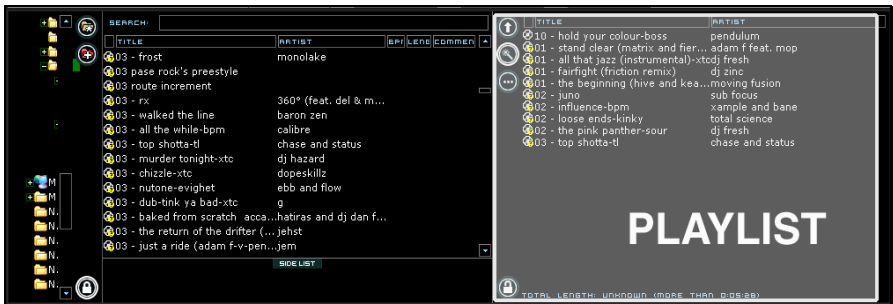 SEARCH:
TITLE ARTIST BPM LENG COMMEN
03 - frost monolake
03 pase rock's preestyle
03 route increment
03 - rx 360° (feat. del & m...
03 - walked the line baron zen
03 - all the while-bpm calibre
03 - top shotta-tl chase and status
03 - murder tonight-xtc dj hazard
03 - chizzle-xtc dopeskillz
03 - nutone-evighet ebb and flow
03 - dub-tink ya bad-xtc g
03 - baked from scratch acca...hatiras and dj dan f...
03 - the return of the drifter (...jehst
03 - just a ride (adam f-v-pen...jem
SIDE LIST
M
M
N.
N.
N.
N.
N.
TITLE ARTIST
10 - hold your colour-boss pendulum
01 - stand clear (matrix and fier... adam f feat. mop
01 - all that jazz (instrumental)-xtcdj fresh
01 - fairfight (friction remix) dj zinc
01 - the beginning (hive and kea...moving fusion
02 - juno sub focus
02 - influence-bpm xample and bane
02 - loose ends-kinky total science
02 - the pink panther-sour dj fresh
03 - top shotta-tl chase and status
PLAYLIST
TOTAL LENGTH: UNKNOWN (MORE THAN 0:05:28)